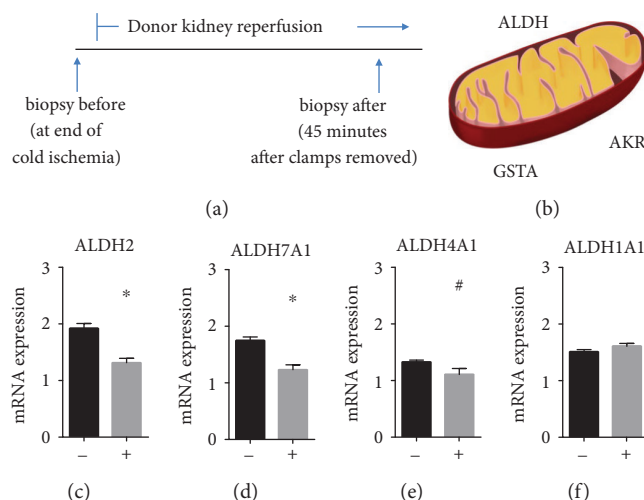 Donor kidney reperfusion
biopsy before
(at end of
cold ischemia)
biopsy after
(45 minutes
after clamps removed)
(a)
ALDH
AKR
GSTA
(b)
ALDH2
mRNA expression
3
2
1
0
*
− +
(c)
ALDH7A1
mRNA expression
3
2
1
0
*
− +
(d)
ALDH4A1
mRNA expression
3
2
1
0
#
− +
(e)
ALDH1A1
mRNA expression
3
2
1
0
− +
(f)